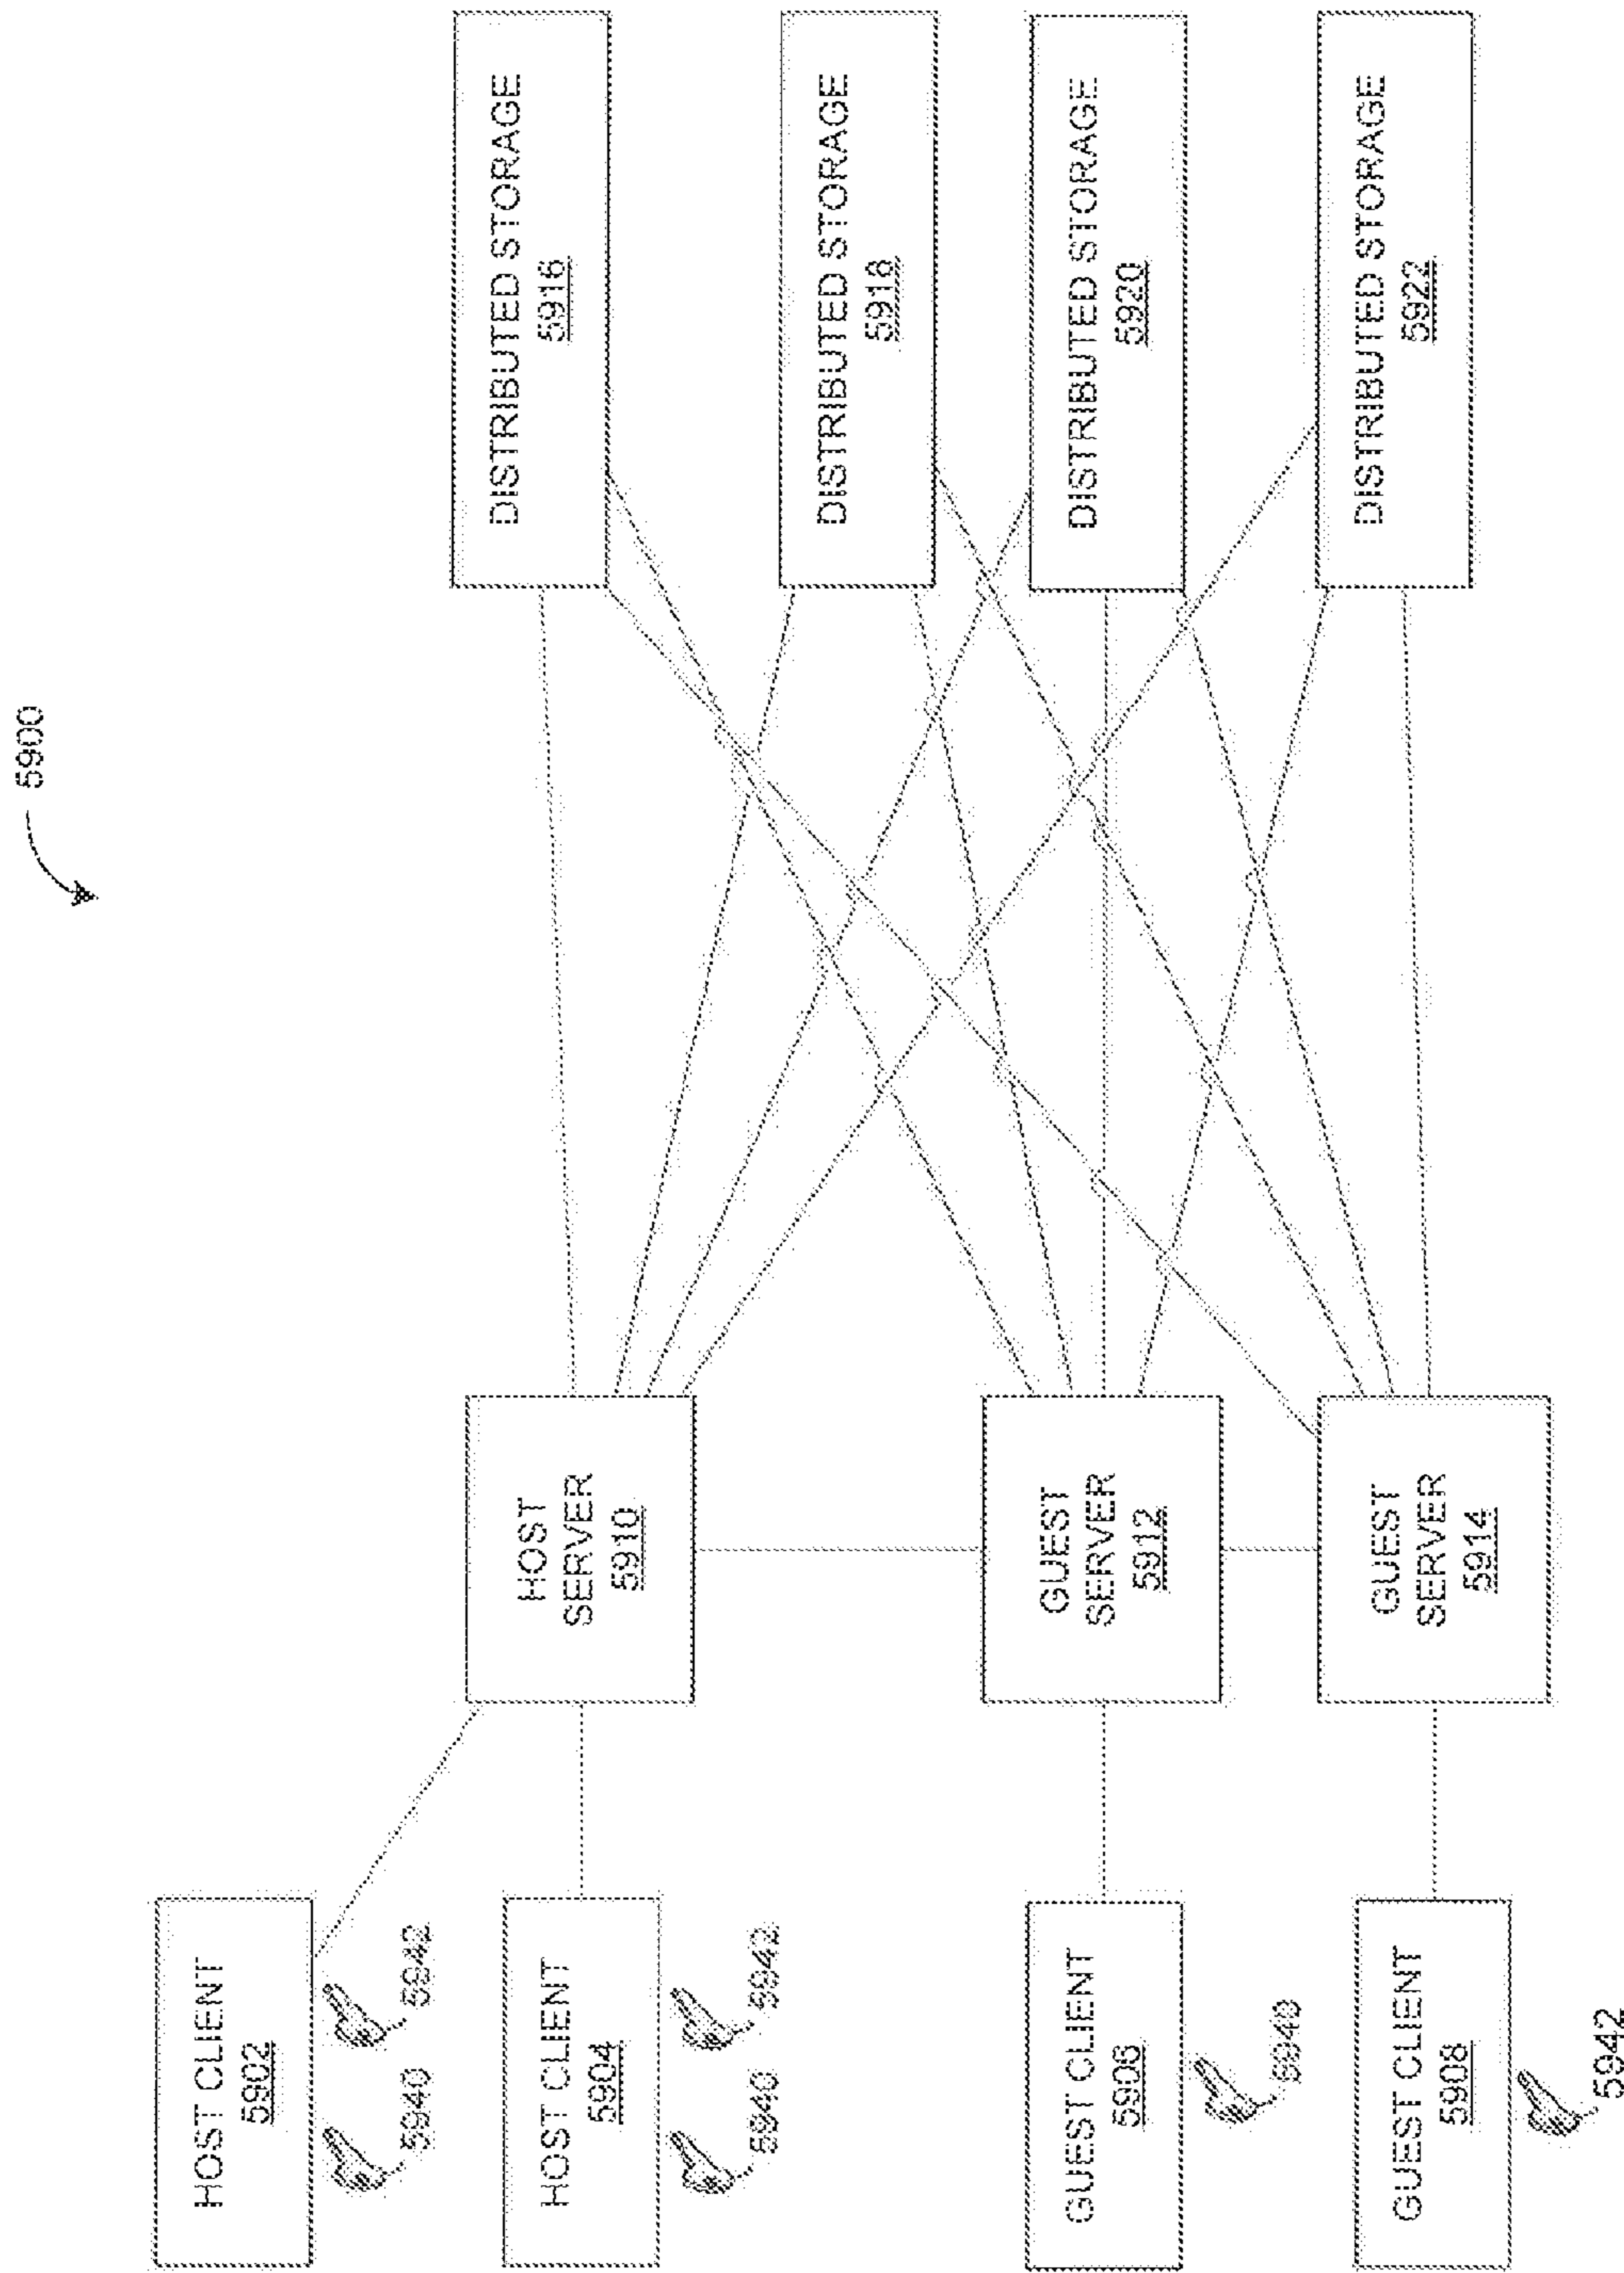 5900
HOST CLIENT
5902
5940
5942
HOST CLIENT
5904
5940
5942
GUEST CLIENT
5906
5940
GUEST CLIENT
5908
5942
HOST
SERVER
5910
GUEST
SERVER
5912
GUEST
SERVER
5914
DISTRIBUTED STORAGE
5916
DISTRIBUTED STORAGE
5918
DISTRIBUTED STORAGE
5920
DISTRIBUTED STORAGE
5922